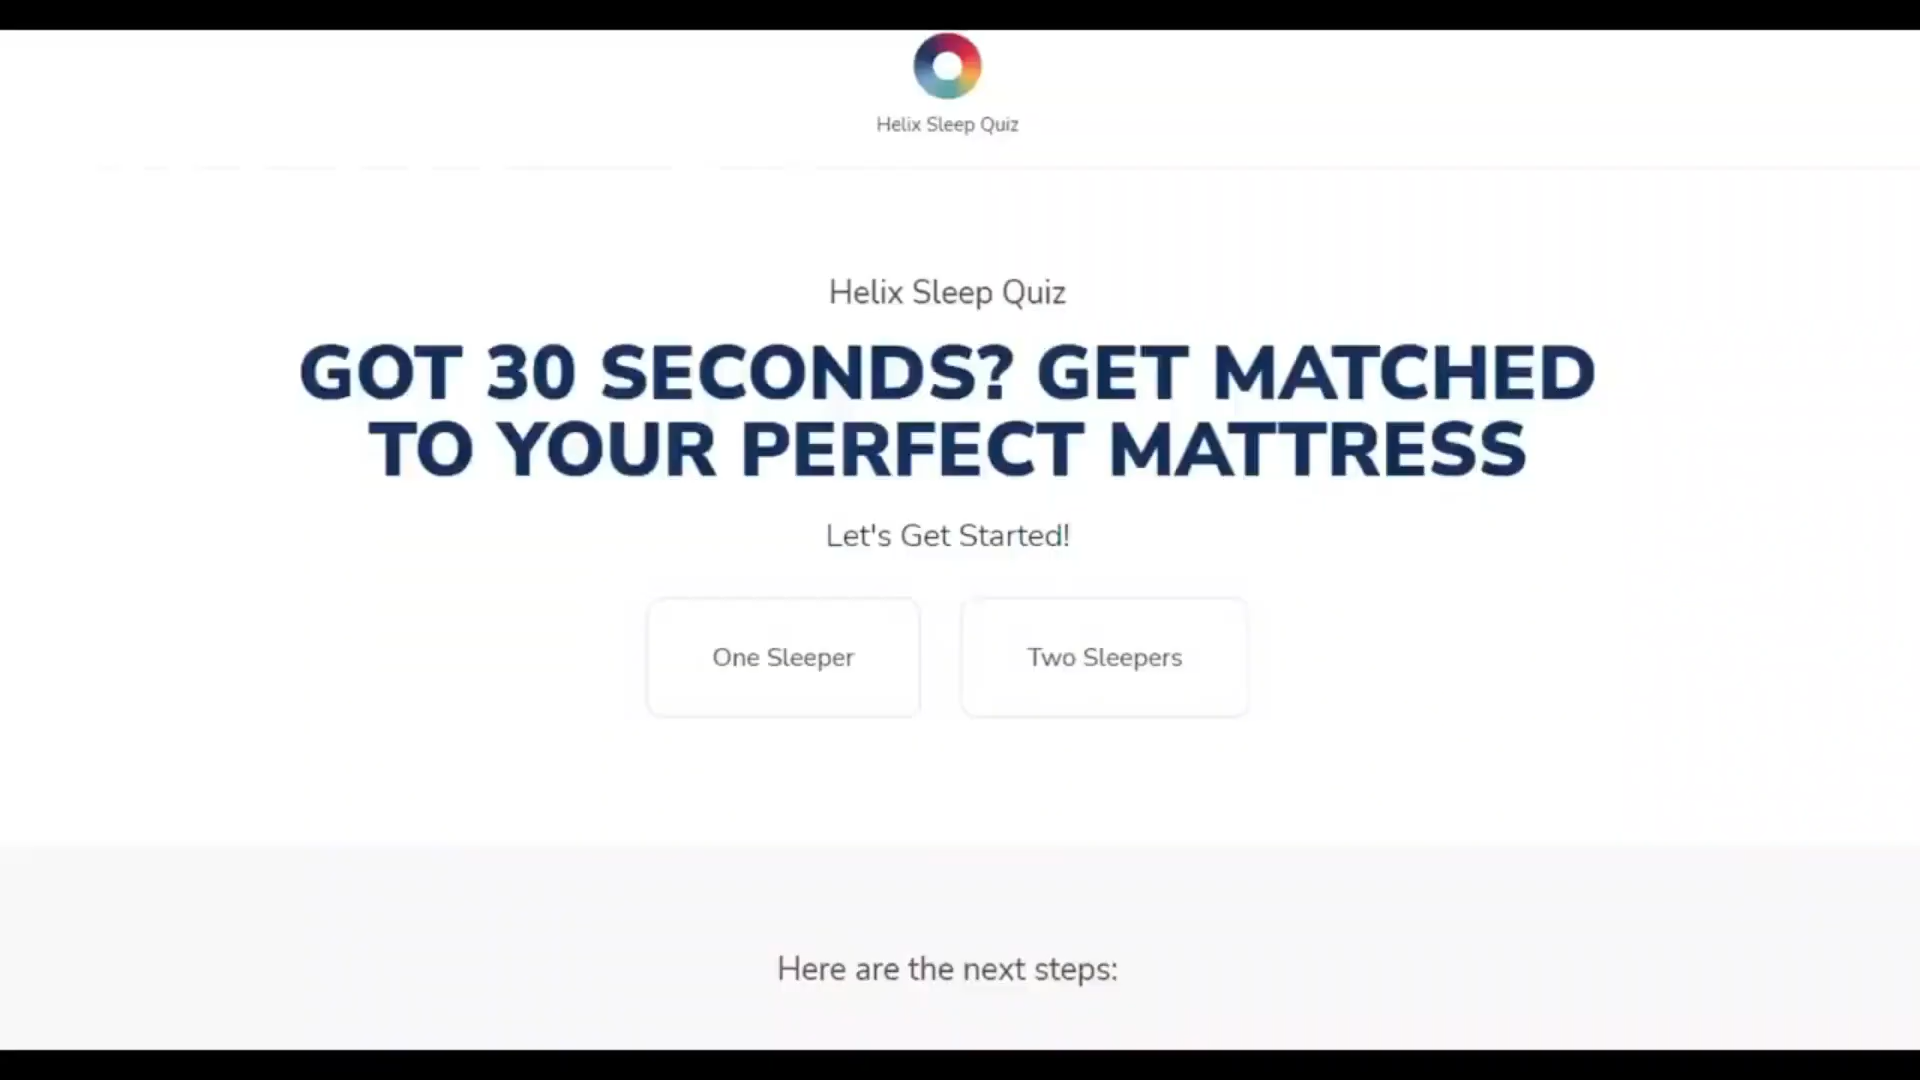 Helix Sleep Quiz
Helix Sleep Quiz
GOT 30 SECONDS? GET MATCHED
TO YOUR PERFECT MATTRESS
Let's Get Started!
One Sleeper
Two Sleepers
Here are the next steps: